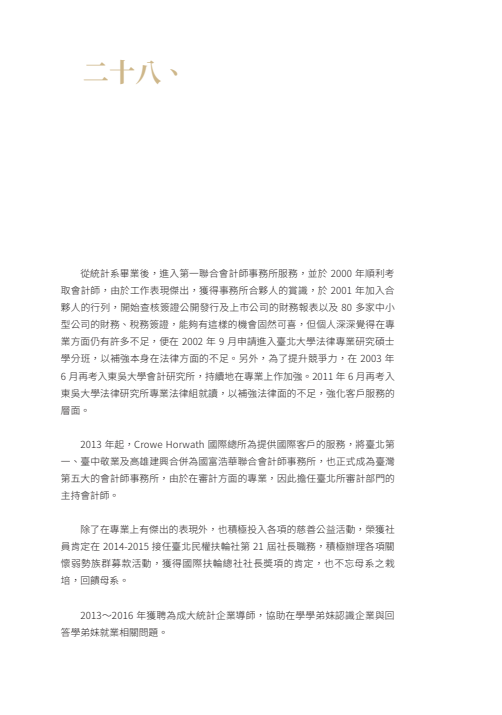 二十八、
從統計系畢業後，進入第一聯合會計師事務所服務，並於 2000 年順利考
取會計師，由於工作表現傑出，獲得事務所合夥人的賞識，於 2001 年加入合
夥人的行列，開始查核簽證公開發行及上市公司的財務報表以及 80 多家中小
型公司的財務、稅務簽證，能夠有這樣的機會固然可喜，但個人深深覺得在專
業方面仍有許多不足，便在 2002 年 9 月申請進入臺北大學法律專業研究碩士
學分班，以補強本身在法律方面的不足。另外，為了提升競爭力，在 2003 年
6 月再考入東吳大學會計研究所，持續地在專業上作加強。2011 年 6 月再考入
東吳大學法律研究所專業法律組就讀，以補強法律面的不足，強化客戶服務的
層面。
2013 年起，Crowe Horwath 國際總所為提供國際客戶的服務，將臺北第
一、臺中敬業及高雄建興合併為國富浩華聯合會計師事務所，也正式成為臺灣
第五大的會計師事務所，由於在審計方面的專業，因此擔任臺北所審計部門的
主持會計師。
除了在專業上有傑出的表現外，也積極投入各項的慈善公益活動，榮獲社
員肯定在 2014-2015 接任臺北民權扶輪社第 21 屆社長職務，積極辦理各項關
懷弱勢族群募款活動，獲得國際扶輪總社社長獎項的肯定，也不忘母系之栽
培，回饋母系。
2013～2016 年獲聘為成大統計企業導師，協助在學學弟妹認識企業與回
答學弟妹就業相關問題。